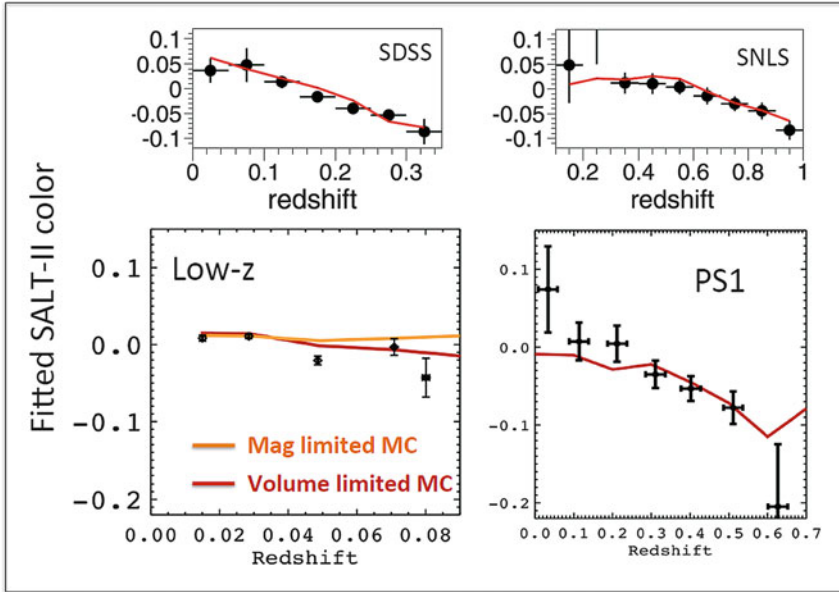 Fitted SALT-II color
0.1
0.05
0
-0.05
-0.1
SDSS
0 0.1 0.2 0.3
redshift
0.1
0.05
0
-0.05
-0.1
SNLS
0.2 0.4 0.6 0.8 1
redshift
0.1
0.0
-0.1
-0.2
Low-z
Mag limited MC
Volume limited MC
0.00 0.02 0.04 0.06 0.08
Redshift
0.1
0.0
-0.1
-0.2
PS1
0.0 0.1 0.2 0.3 0.4 0.5 0.6 0.7
Redshift